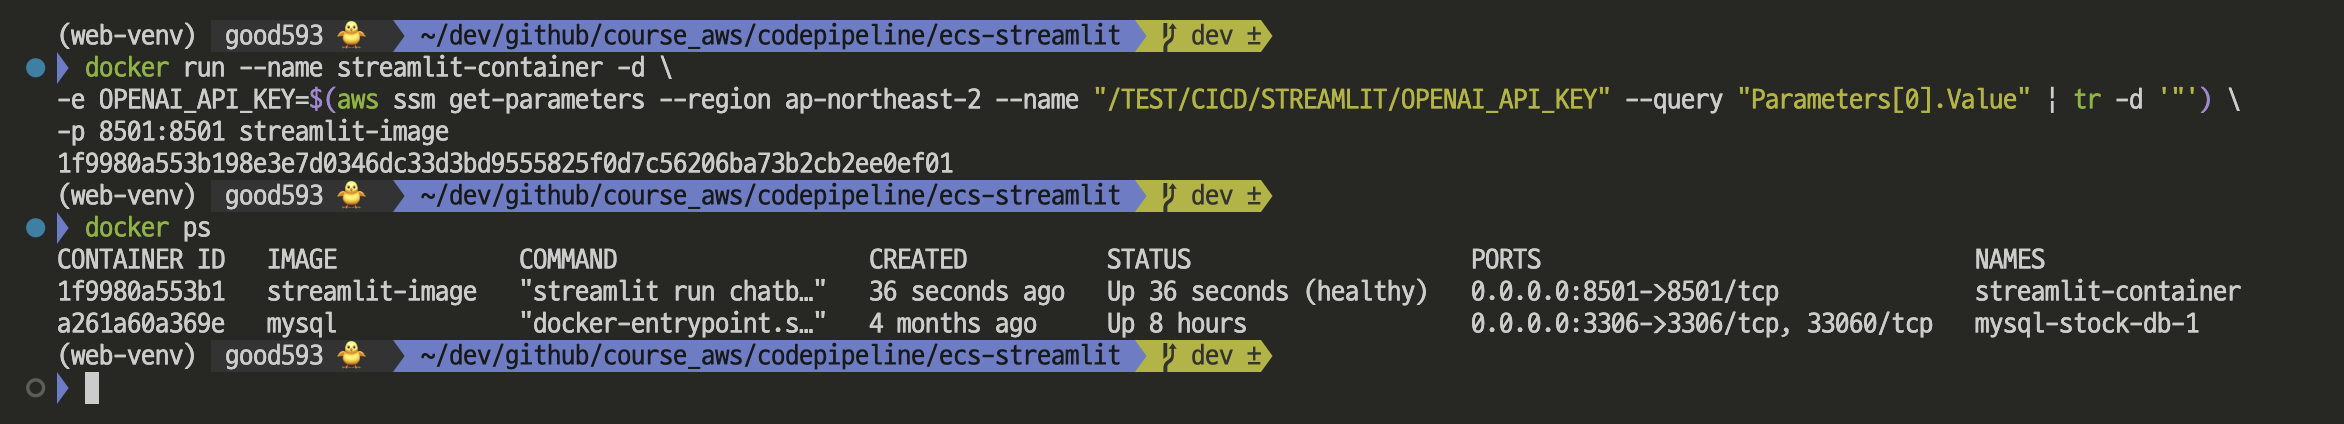 (web-venv) good593 🐥 ~/dev/github/course_aws/codepipeline/ecs-streamlit dev ±
docker run --name streamlit-container -d \
-e OPENAI_API_KEY=$(aws ssm get-parameters --region ap-northeast-2 --name "/TEST/CICD/STREAMLIT/OPENAI_API_KEY" --query "Parameters[0].Value" | tr -d '"') \
-p 8501:8501 streamlit-image
1f9980a553b198e3e7d0346dc33d3bd9555825f0d7c56206ba73b2cb2ee0ef01
(web-venv) good593 🐥 ~/dev/github/course_aws/codepipeline/ecs-streamlit dev ±
docker ps
CONTAINER ID IMAGE COMMAND CREATED STATUS PORTS NAMES
1f9980a553b1 streamlit-image "streamlit run chatb…" 36 seconds ago Up 36 seconds (healthy) 0.0.0.0:8501->8501/tcp streamlit-container
a261a60a369e mysql "docker-entrypoint.s…" 4 months ago Up 8 hours 0.0.0.0:3306->3306/tcp, 33060/tcp mysql-stock-db-1
(web-venv) good593 🐥 ~/dev/github/course_aws/codepipeline/ecs-streamlit dev ±